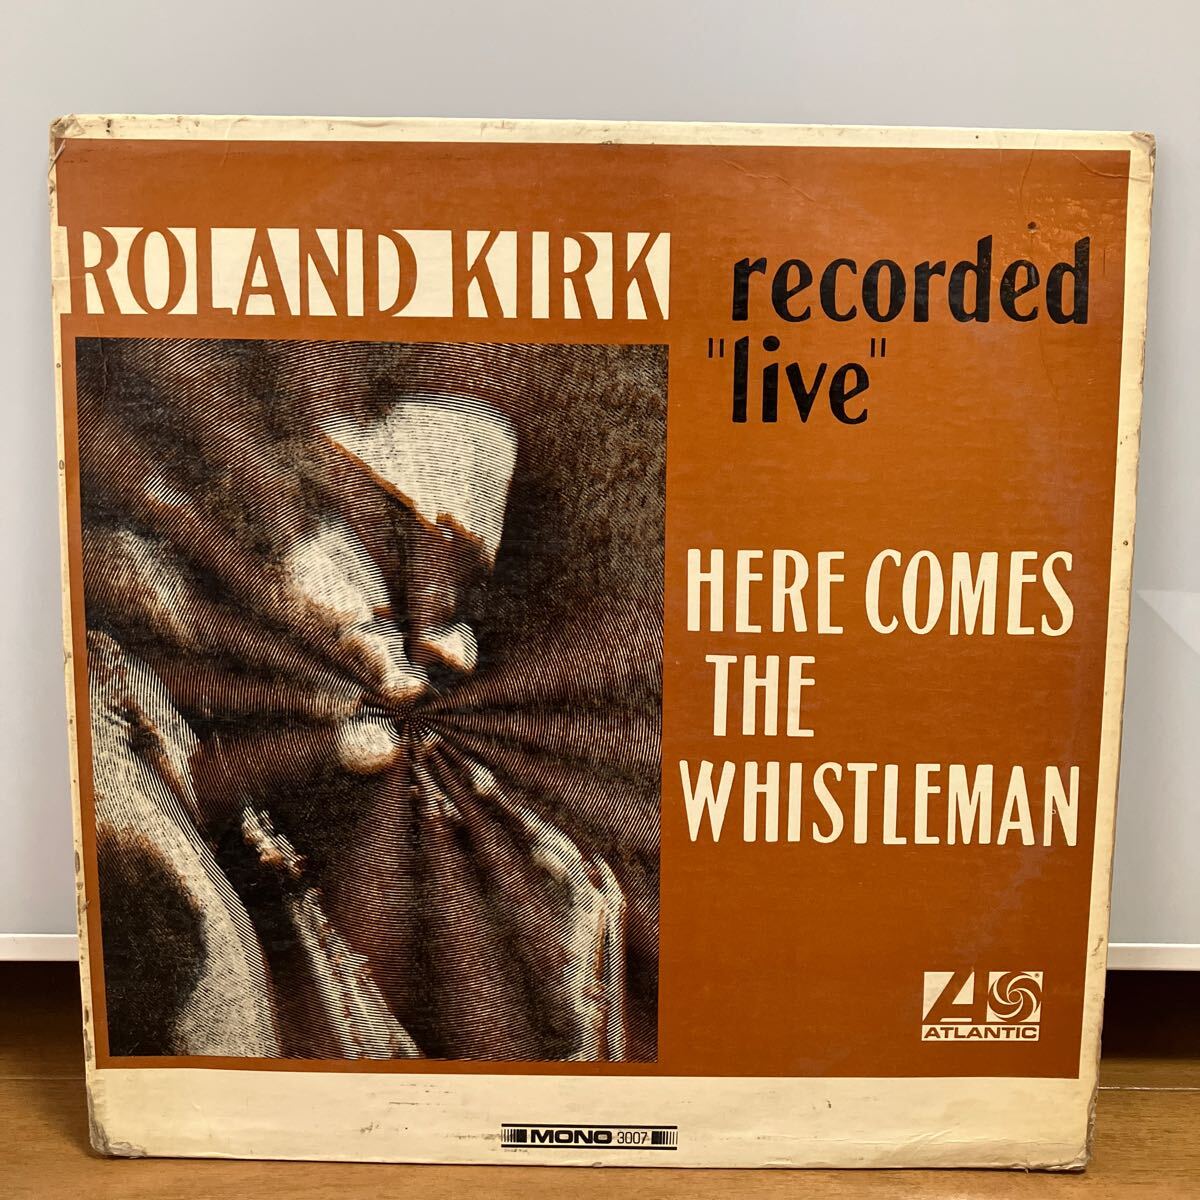 ROLAND KIRK
recorded
"live"
HERE COMES
THE
WHISTLEMAN
A
ATLANTIC
MONO 3007